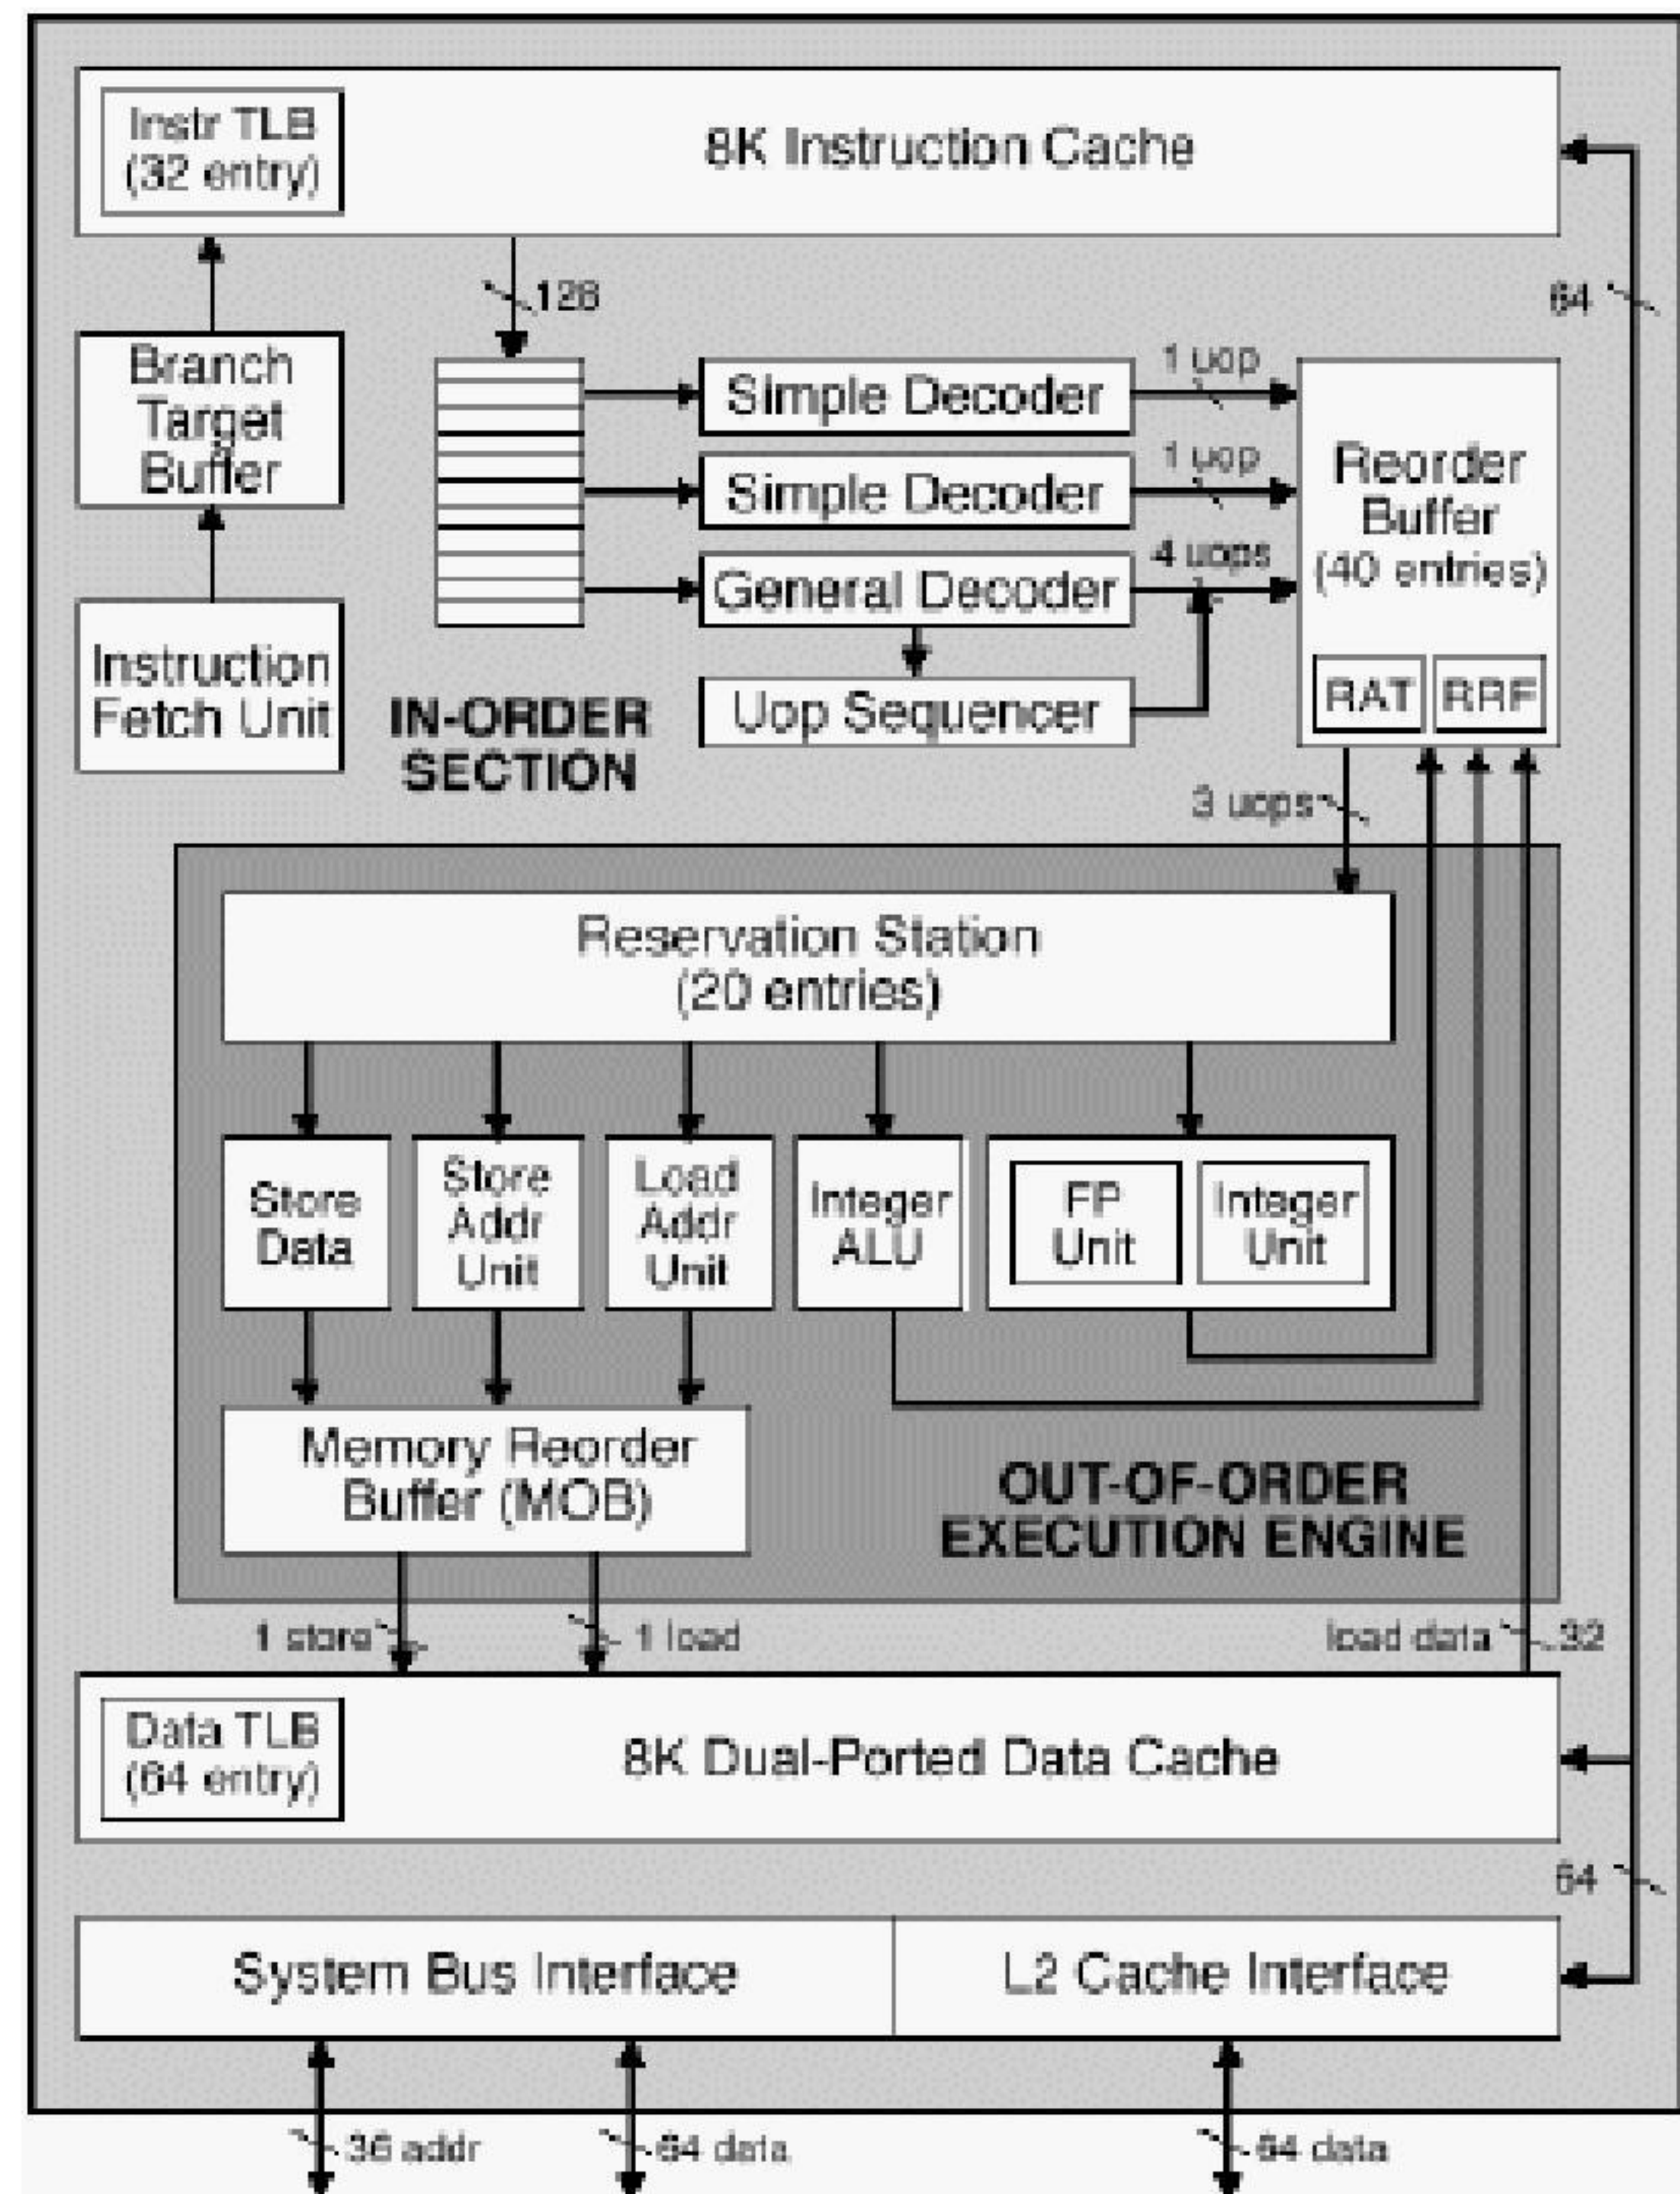 Instr TLB
(32 entry)
8K Instruction Cache
128
64
Branch
Target
Buffer
Simple Decoder
1 uop
Simple Decoder
1 uop
General Decoder
4 uops
Uop Sequencer
Reorder
Buffer
(40 entries)
RAT
RRF
Instruction
Fetch Unit
IN-ORDER
SECTION
3 uops
Reservation Station
(20 entries)
Store
Data
Store
Addr
Unit
Load
Addr
Unit
Integer
ALU
FP
Unit
Integer
Unit
Memory Reorder
Buffer (MOB)
OUT-OF-ORDER
EXECUTION ENGINE
1 store
1 load
load data
32
Data TLB
(64 entry)
8K Dual-Ported Data Cache
64
System Bus Interface
L2 Cache Interface
36 addr
64 data
64 data